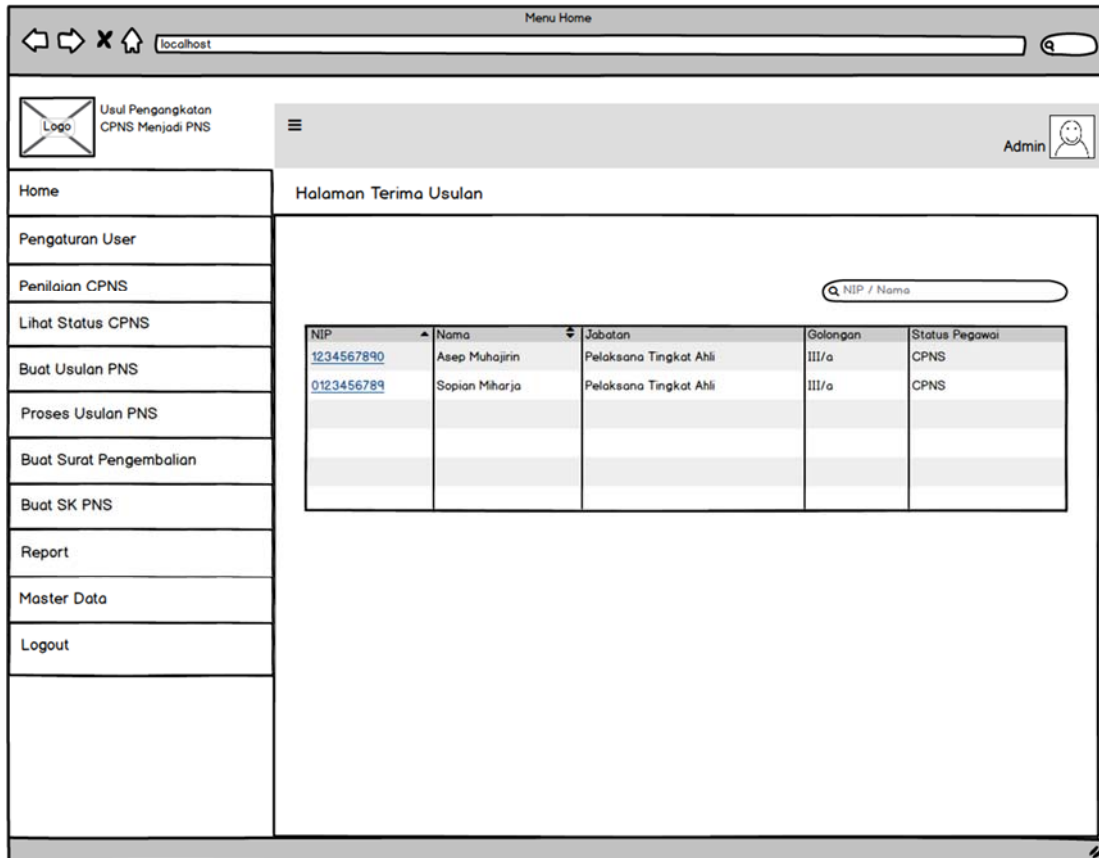 Menu Home
localhost
Logo
Usul Pengangkatan
CPNS Menjadi PNS
Admin
Home
Pengaturan User
Penilaian CPNS
Lihat Status CPNS
Buat Usulan PNS
Proses Usulan PNS
Buat Surat Pengembalian
Buat SK PNS
Report
Master Data
Logout
Halaman Terima Usulan
NIP / Nama
NIP Nama Jabatan Golongan Status Pegawai
1234567890 Asep Muhajirin Pelaksana Tingkat Ahli III/a CPNS
0123456789 Sopian Miharja Pelaksana Tingkat Ahli III/a CPNS